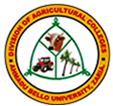 DIVISION OF AGRICULTURAL COLLEGES
AHMADU BELLO UNIVERSITY, ZARIA